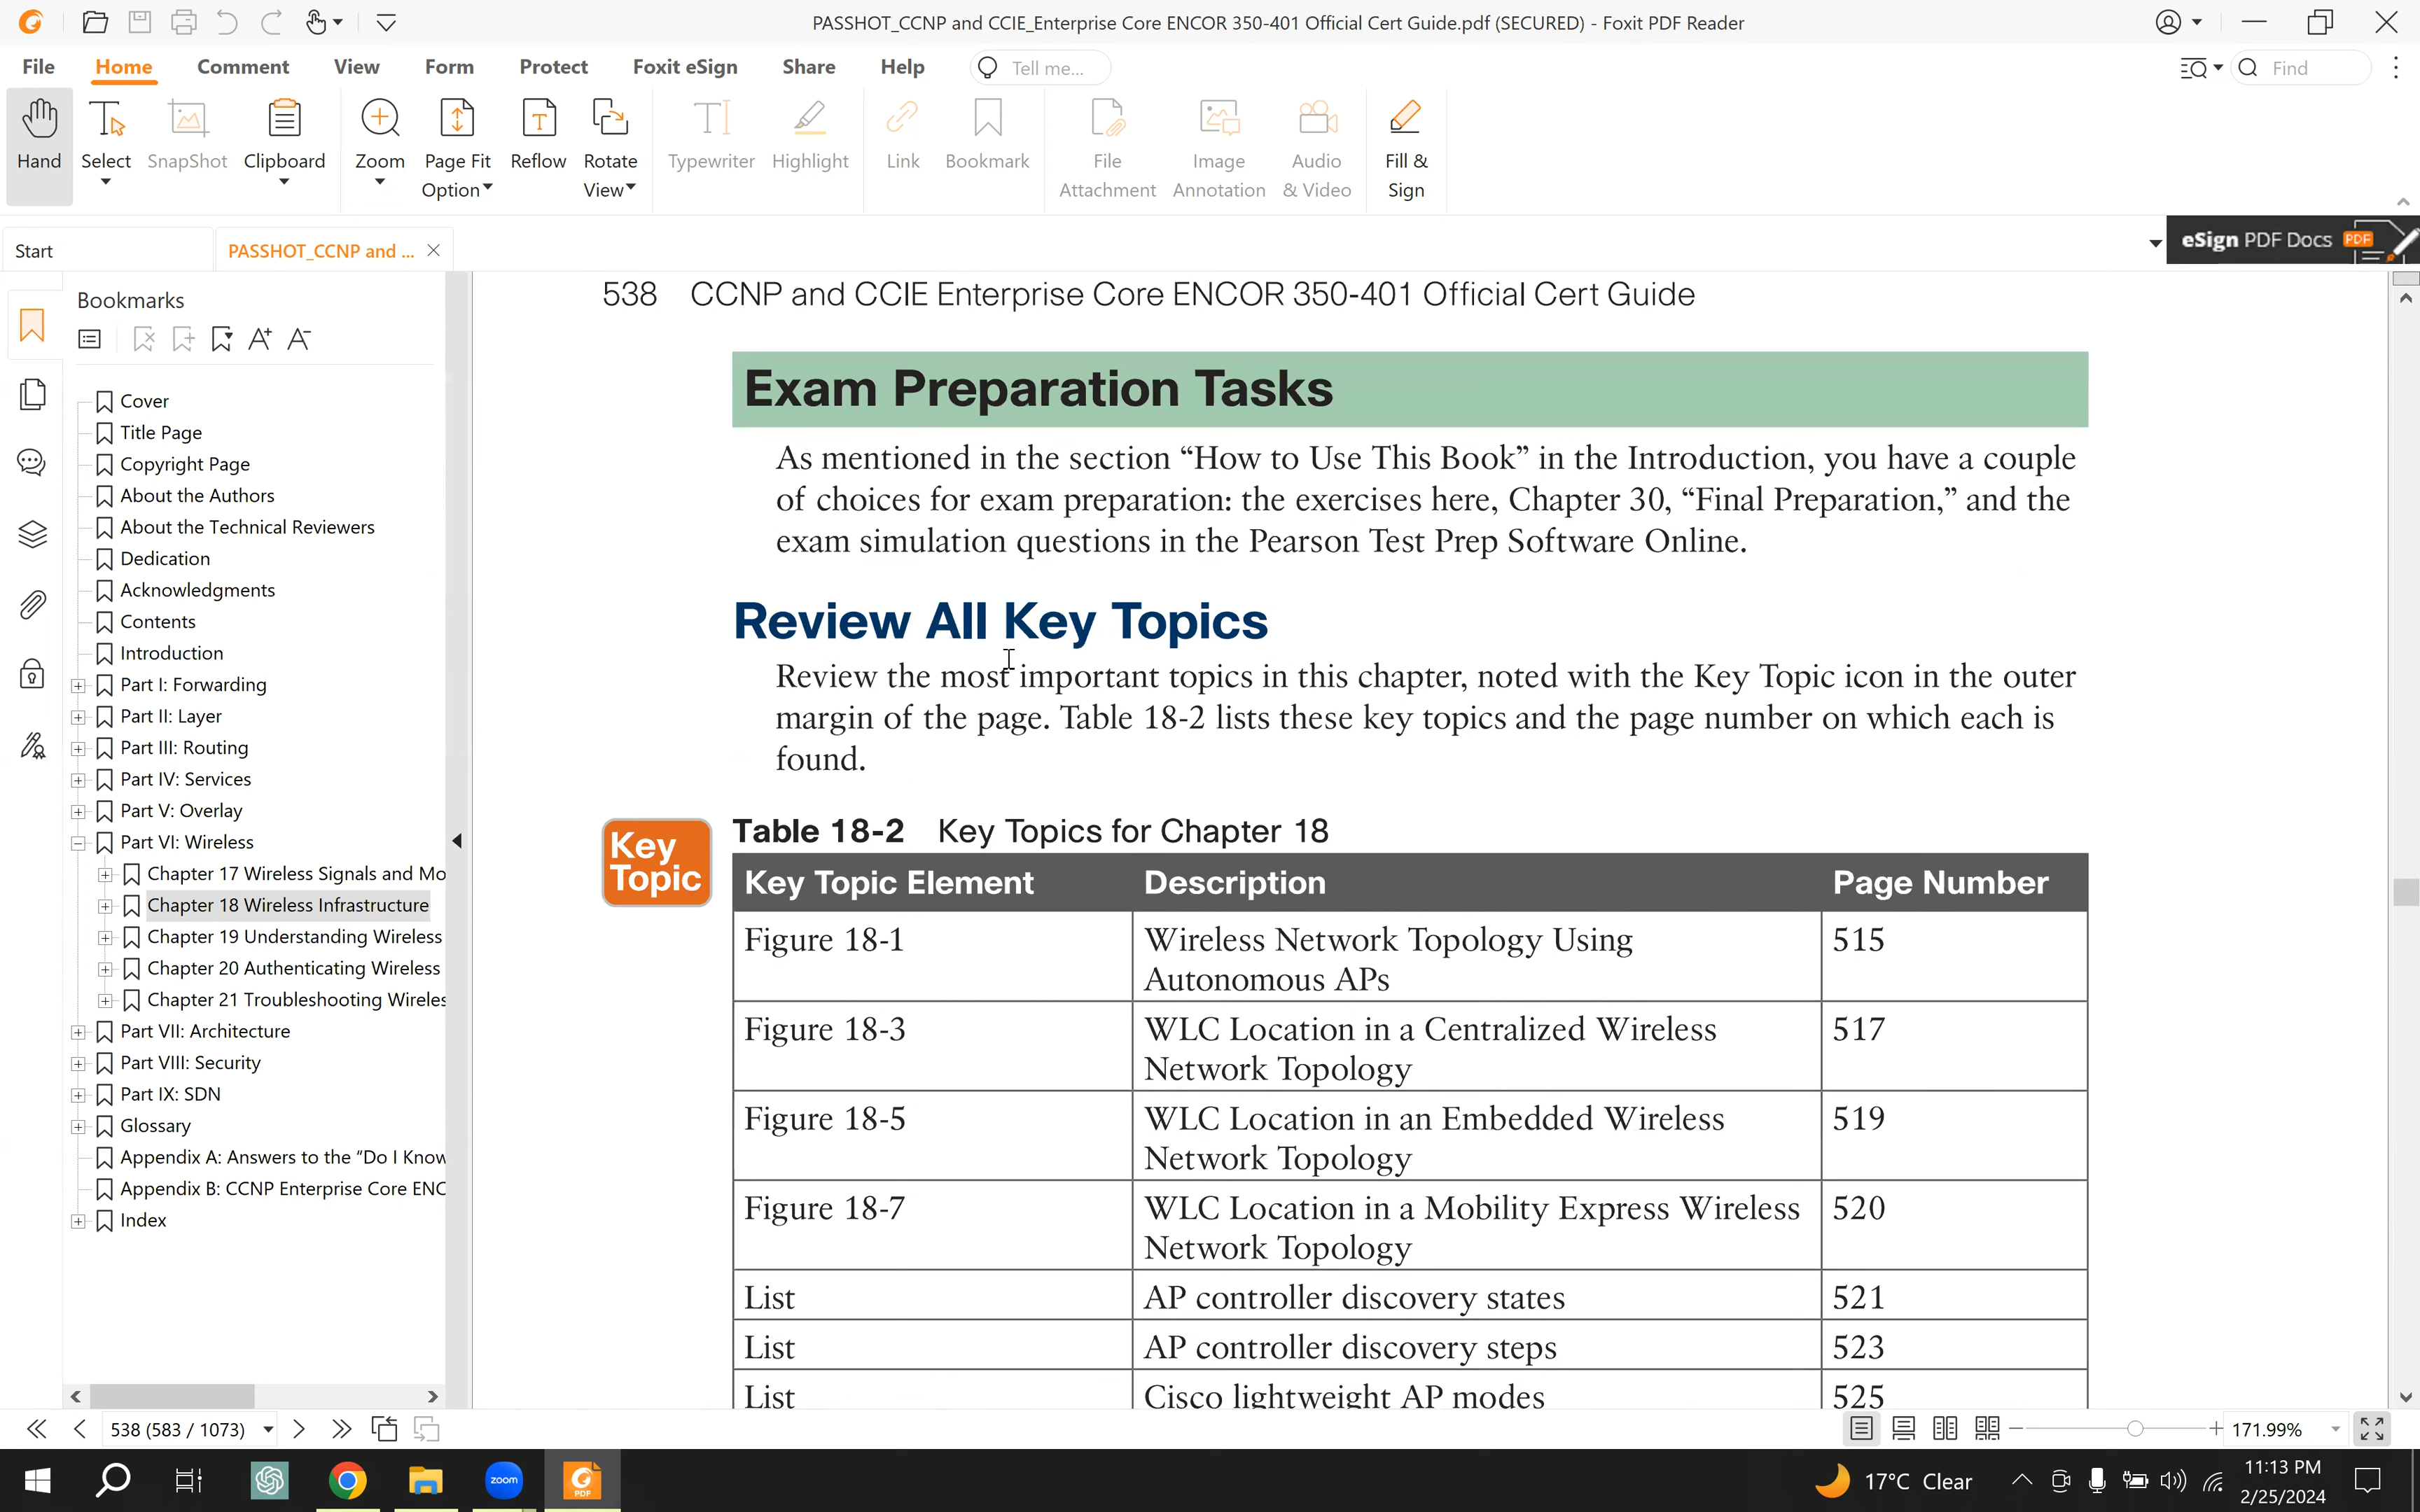 PASSHOT_CCNP and CCIE_Enterprise Core ENCOR 350-401 Official Cert Guide.pdf (SECURED) - Foxit PDF Reader
File Home Comment View Form Protect Foxit eSign Share Help Tell me... Find
Hand Select SnapShot Clipboard Zoom Page Fit Option Reflow Rotate View Typewriter Highlight Link Bookmark File Attachment Image Annotation Audio & Video Fill & Sign
Start PASSHOT_CCNP and ... eSign PDF Docs PDF
Bookmarks
Cover
Title Page
Copyright Page
About the Authors
About the Technical Reviewers
Dedication
Acknowledgments
Contents
Introduction
Part I: Forwarding
Part II: Layer
Part III: Routing
Part IV: Services
Part V: Overlay
Part VI: Wireless
Chapter 17 Wireless Signals and Mo
Chapter 18 Wireless Infrastructure
Chapter 19 Understanding Wireless
Chapter 20 Authenticating Wireless
Chapter 21 Troubleshooting Wireles
Part VII: Architecture
Part VIII: Security
Part IX: SDN
Glossary
Appendix A: Answers to the “Do I Know
Appendix B: CCNP Enterprise Core ENC
Index
538 CCNP and CCIE Enterprise Core ENCOR 350-401 Official Cert Guide
Exam Preparation Tasks
As mentioned in the section “How to Use This Book” in the Introduction, you have a couple
of choices for exam preparation: the exercises here, Chapter 30, “Final Preparation,” and the
exam simulation questions in the Pearson Test Prep Software Online.
Review All Key Topics
Review the most important topics in this chapter, noted with the Key Topic icon in the outer
margin of the page. Table 18-2 lists these key topics and the page number on which each is
found.
Key
Topic
Table 18-2 Key Topics for Chapter 18
Key Topic Element Description Page Number
Figure 18-1 Wireless Network Topology Using 515
Autonomous APs
Figure 18-3 WLC Location in a Centralized Wireless 517
Network Topology
Figure 18-5 WLC Location in an Embedded Wireless 519
Network Topology
Figure 18-7 WLC Location in a Mobility Express Wireless 520
Network Topology
List AP controller discovery states 521
List AP controller discovery steps 523
List Cisco lightweight AP modes 525
538 (583 / 1073) 171.99%
zoom PDF 17°C Clear 11:13 PM
2/25/2024